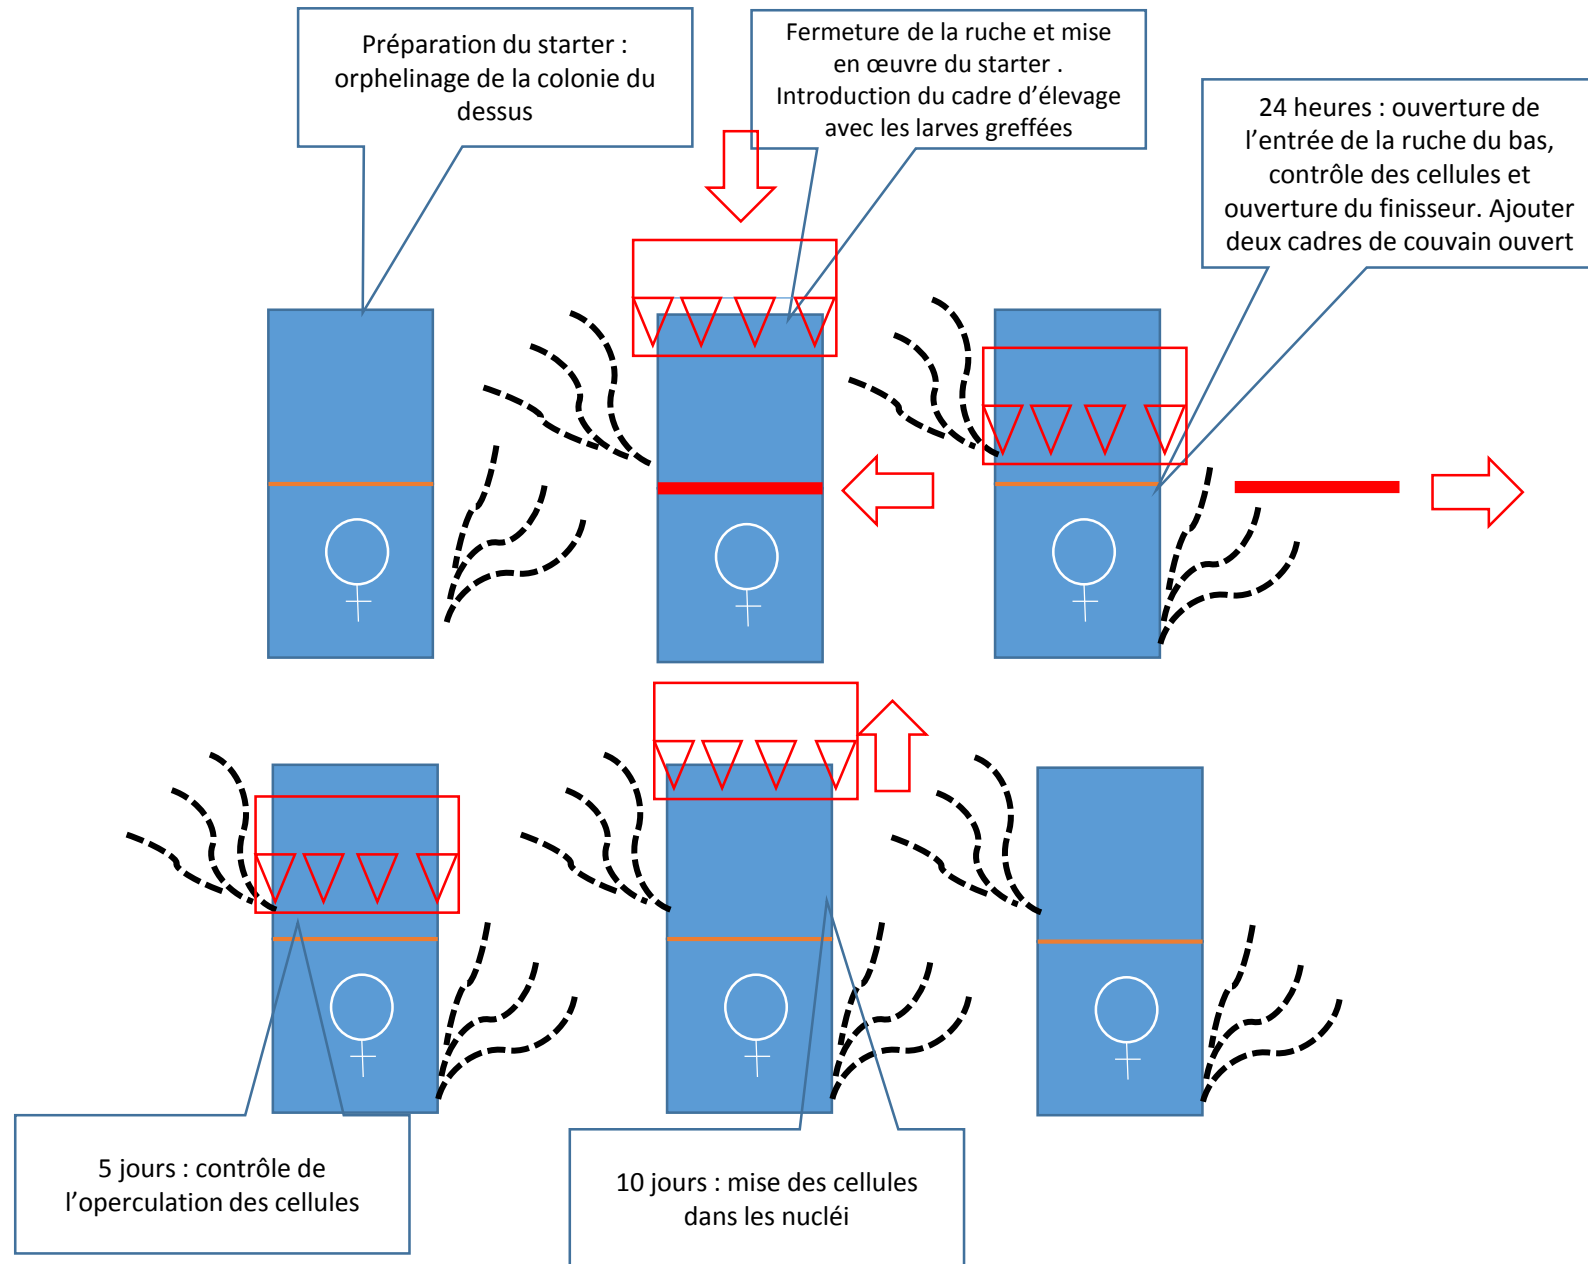 Préparation du starter :
orphelinage de la colonie du
dessus
Fermeture de la ruche et mise
en œuvre du starter .
Introduction du cadre d’élevage
avec les larves greffées
24 heures : ouverture de
l’entrée de la ruche du bas,
contrôle des cellules et
ouverture du finisseur. Ajouter
deux cadres de couvain ouvert
5 jours : contrôle de
l’operculation des cellules
10 jours : mise des cellules
dans les nucléi